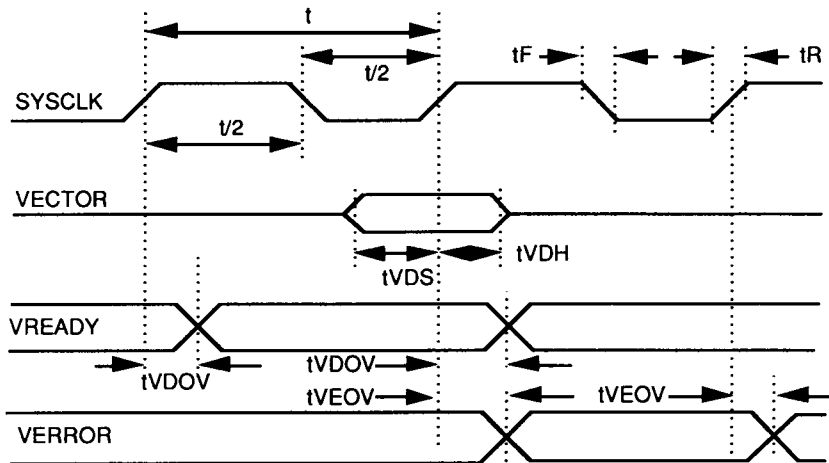 t
t/2
tF
tR
SYSCLK
t/2
VECTOR
tVDS
tVDH
VREADY
tVDOV
tVDOV
tVEOV
tVEOV
VERROR